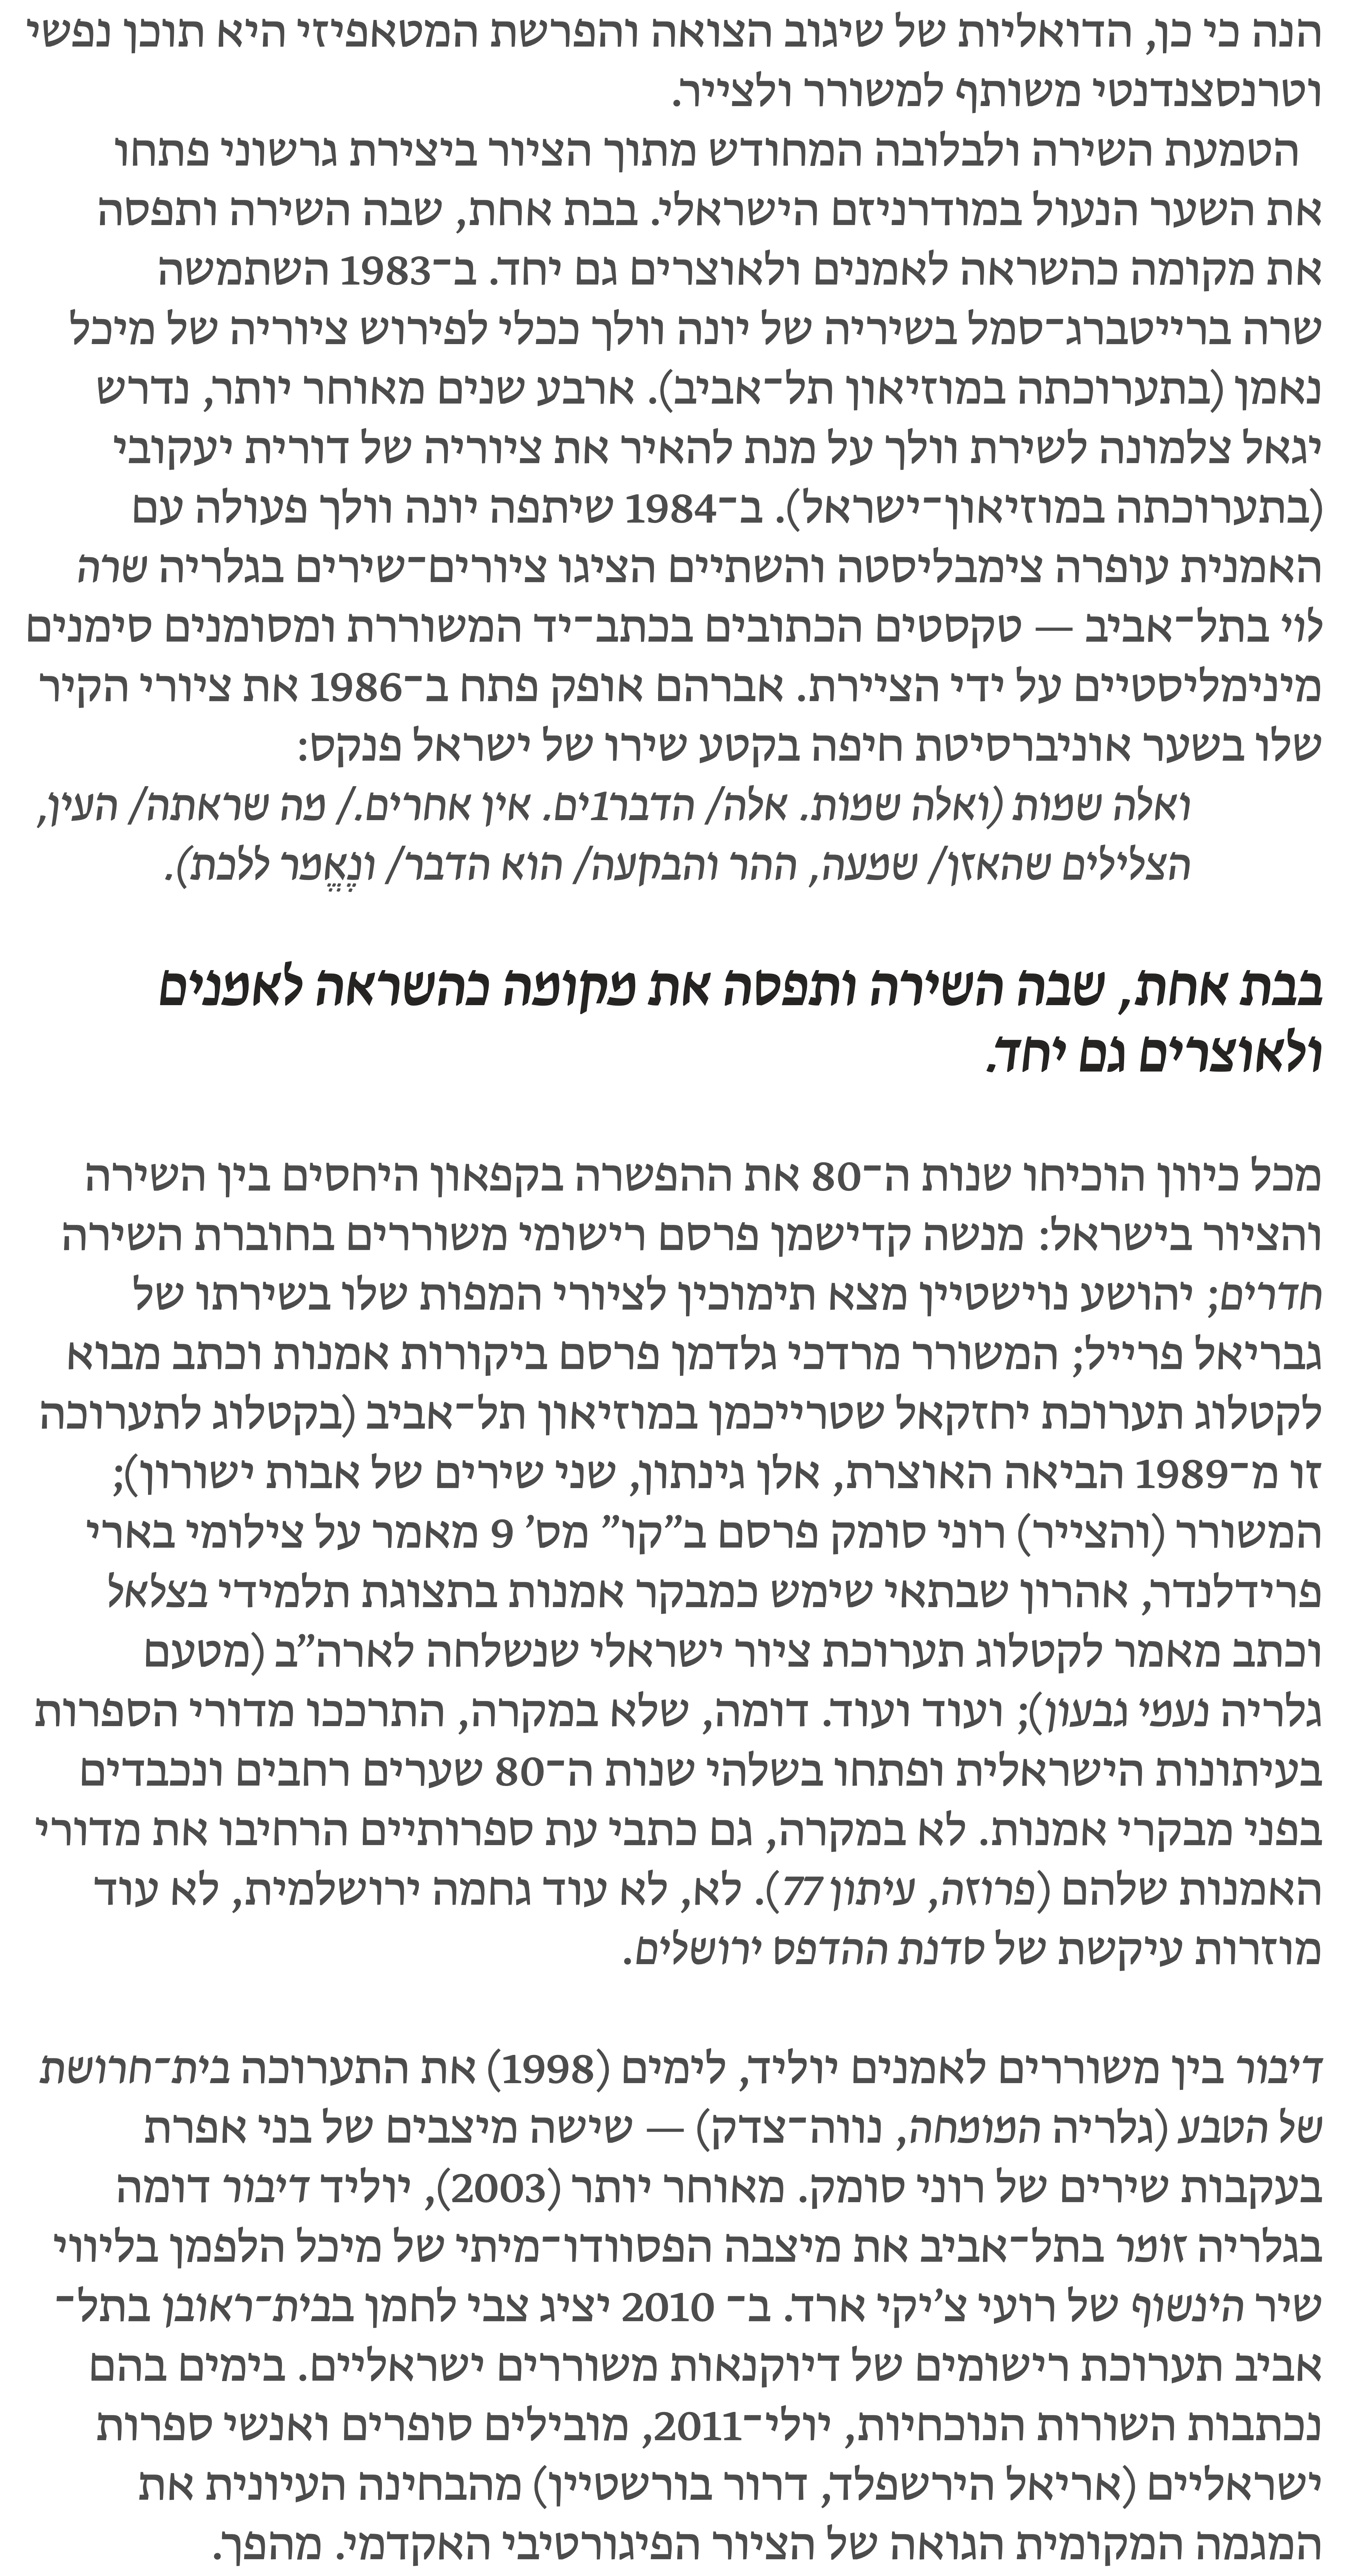 הנה כי כן, הדואליות של שיגוב הצואה והפרשת המטאפיזי היא תוכן נפשי
וטרנסצנדנטי משותף למשורר ולצייר.
הטמעת השירה ולבלובה המחודש מתוך הציור ביצירת גרשוני פתחו
את השער הנעול במודרניזם הישראלי. בבת אחת, שבה השירה ותפסה
את מקומה כהשראה לאמנים ולאוצרים גם יחד. ב־1983 השתמשה
שרה ברייטברג־סמל בשיריה של יונה וולך ככלי לפירוש ציוריה של מיכל
נאמן (בתערוכתה במוזיאון תל־אביב). ארבע שנים מאוחר יותר, נדרש
יגאל צלמונה לשירת וולך על מנת להאיר את ציוריה של דורית יעקובי
(בתערוכתה במוזיאון־ישראל). ב־1984 שיתפה יונה וולך פעולה עם
האמנית עופרה צימבליסטה והשתיים הציגו ציורים־שירים בגלריה שרה
לוי בתל־אביב — טקסטים הכתובים בכתב־יד המשוררת ומסומנים סימנים
מינימליסטיים על ידי הציירת. אברהם אופק פתח ב־1986 את ציורי הקיר
שלו בשער אוניברסיטת חיפה בקטע שירו של ישראל פנקס:
ואלה שמות (ואלה שמות. אלה/ הדבר1ים. אין אחרים./ מה שראתה/ העין,
הצלילים שהאזן/ שמעה, ההר והבקעה/ הוא הדבר/ ונֶאֱמר ללכת).
בבת אחת, שבה השירה ותפסה את מקומה כהשראה לאמנים
ולאוצרים גם יחד.
מכל כיוון הוכיחו שנות ה־80 את ההפשרה בקפאון היחסים בין השירה
והציור בישראל: מנשה קדישמן פרסם רישומי משוררים בחוברת השירה
חדרים; יהושע נוישטיין מצא תימוכין לציורי המפות שלו בשירתו של
גבריאל פרייל; המשורר מרדכי גלדמן פרסם ביקורות אמנות וכתב מבוא
לקטלוג תערוכת יחזקאל שטרייכמן במוזיאון תל־אביב (בקטלוג לתערוכה
זו מ־1989 הביאה האוצרת, אלן גינתון, שני שירים של אבות ישורון);
המשורר (והצייר) רוני סומק פרסם ב”קו” מס’ 9 מאמר על צילומי בארי
פרידלנדר, אהרון שבתאי שימש כמבקר אמנות בתצוגת תלמידי בצלאל
וכתב מאמר לקטלוג תערוכת ציור ישראלי שנשלחה לארה”ב (מטעם
גלריה נעמי גבעון); ועוד ועוד. דומה, שלא במקרה, התרככו מדורי הספרות
בעיתונות הישראלית ופתחו בשלהי שנות ה־80 שערים רחבים ונכבדים
בפני מבקרי אמנות. לא במקרה, גם כתבי עת ספרותיים הרחיבו את מדורי
האמנות שלהם (פרוזה, עיתון 77). לא, לא עוד גחמה ירושלמית, לא עוד
מוזרות עיקשת של סדנת ההדפס ירושלים.
דיבור בין משוררים לאמנים יוליד, לימים (1998) את התערוכה בית־חרושת
של הטבע (גלריה המומחה, נווה־צדק) — שישה מיצבים של בני אפרת
בעקבות שירים של רוני סומק. מאוחר יותר (2003), יוליד דיבור דומה
בגלריה זומר בתל־אביב את מיצבה הפסוודו־מיתי של מיכל הלפמן בליווי
שיר הינשוף של רועי צ’יקי ארד. ב־ 2010 יציג צבי לחמן בבית־ראובן בתל־
אביב תערוכת רישומים של דיוקנאות משוררים ישראליים. בימים בהם
נכתבות השורות הנוכחיות, יולי־2011, מובילים סופרים ואנשי ספרות
ישראליים (אריאל הירשפלד, דרור בורשטיין) מהבחינה העיונית את
המגמה המקומית הגואה של הציור הפיגורטיבי האקדמי. מהפך.